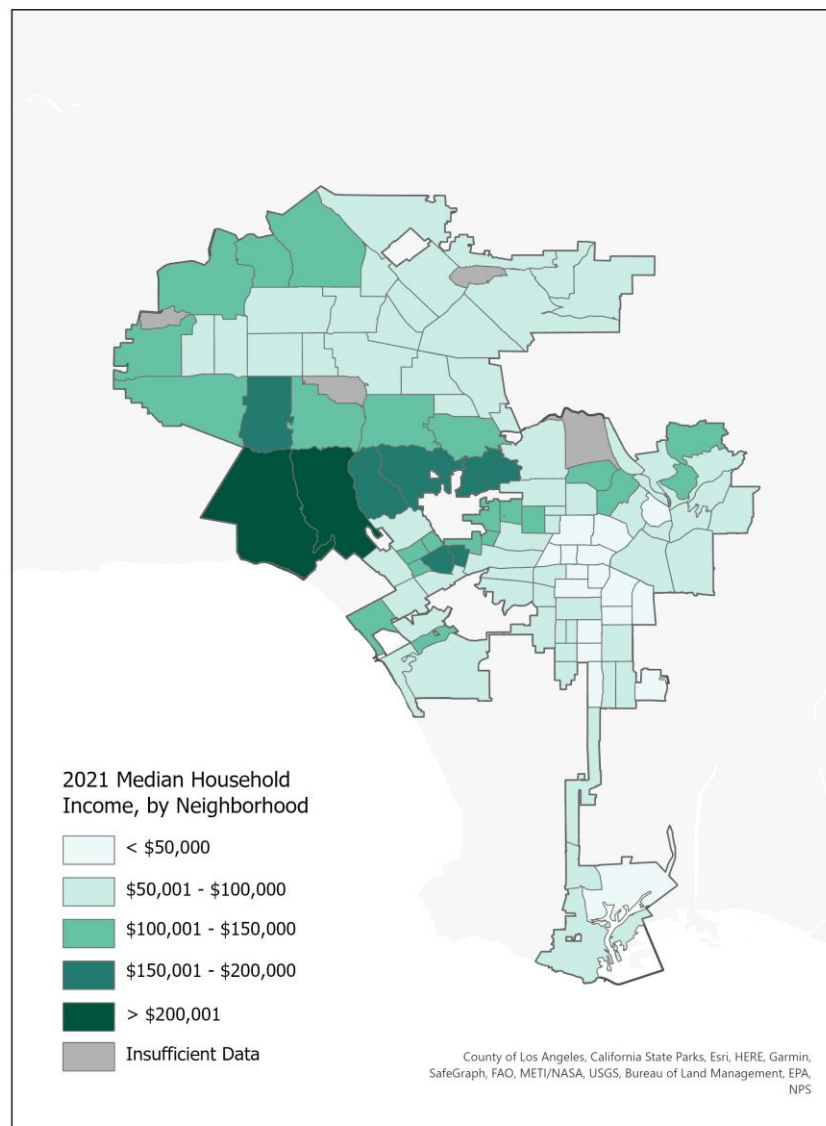 2021 Median Household
Income, by Neighborhood
< $50,000
$50,001 - $100,000
$100,001 - $150,000
$150,001 - $200,000
> $200,001
Insufficient Data
County of Los Angeles, California State Parks, Esri, HERE, Garmin,
SafeGraph, FAO, METI/NASA, USGS, Bureau of Land Management, EPA,
NPS